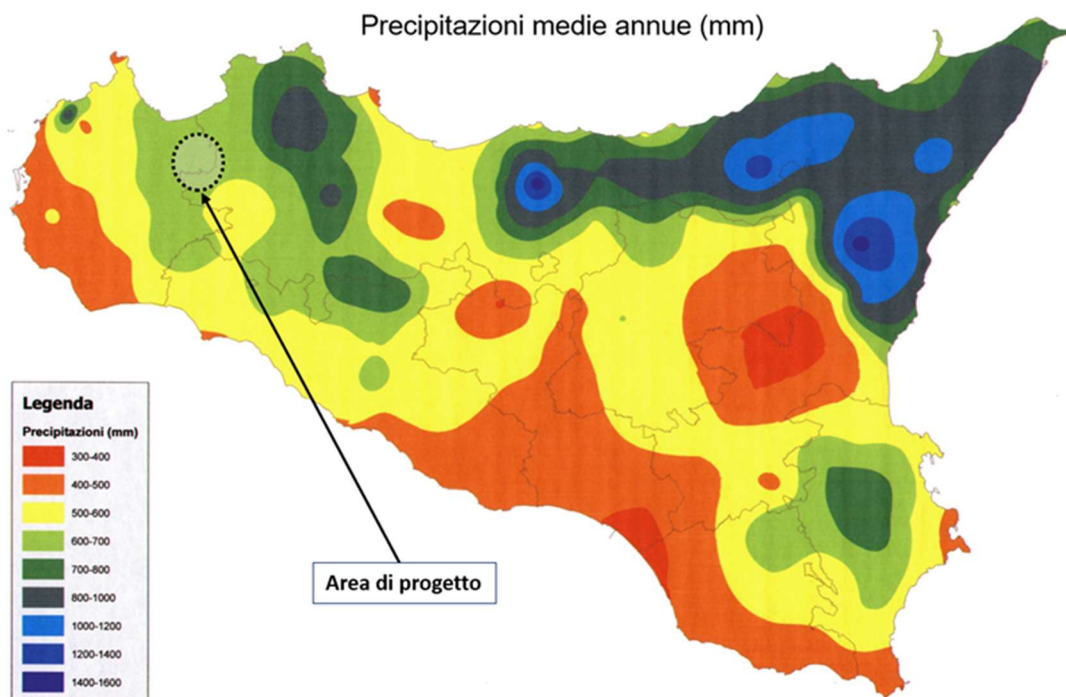 Precipitazioni medie annue (mm)
Legenda
Precipitazioni (mm)
300-400
400-500
500-600
600-700
700-800
800-1000
1000-1200
1200-1400
1400-1600
Area di progetto